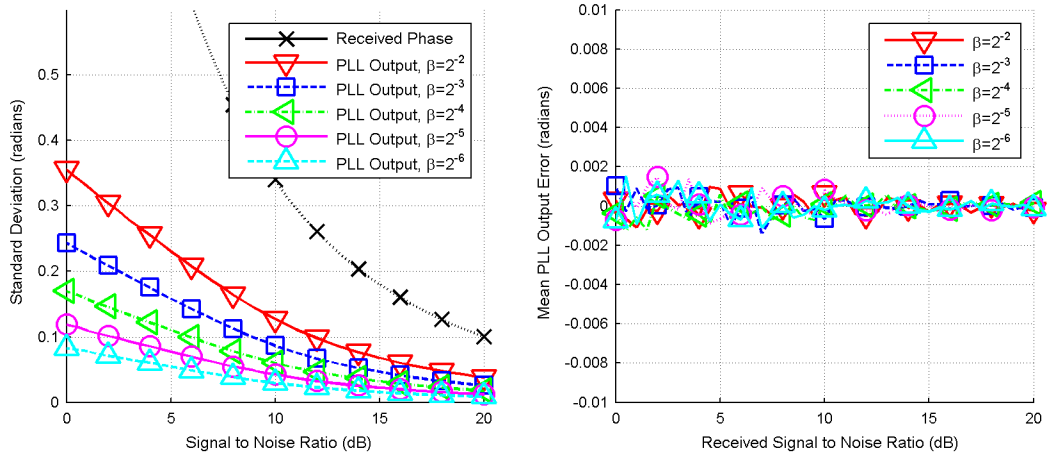 0.5
0.4
0.3
0.2
0.1
0
0
5
10
15
20
Standard Deviation (radians)
Signal to Noise Ratio (dB)
Received Phase
PLL Output, β=2⁻²
PLL Output, β=2⁻³
PLL Output, β=2⁻⁴
PLL Output, β=2⁻⁵
PLL Output, β=2⁻⁶
0.01
0.008
0.006
0.004
0.002
0
-0.002
-0.004
-0.006
-0.008
-0.01
0
5
10
15
20
Mean PLL Output Error (radians)
Received Signal to Noise Ratio (dB)
β=2⁻²
β=2⁻³
β=2⁻⁴
β=2⁻⁵
β=2⁻⁶